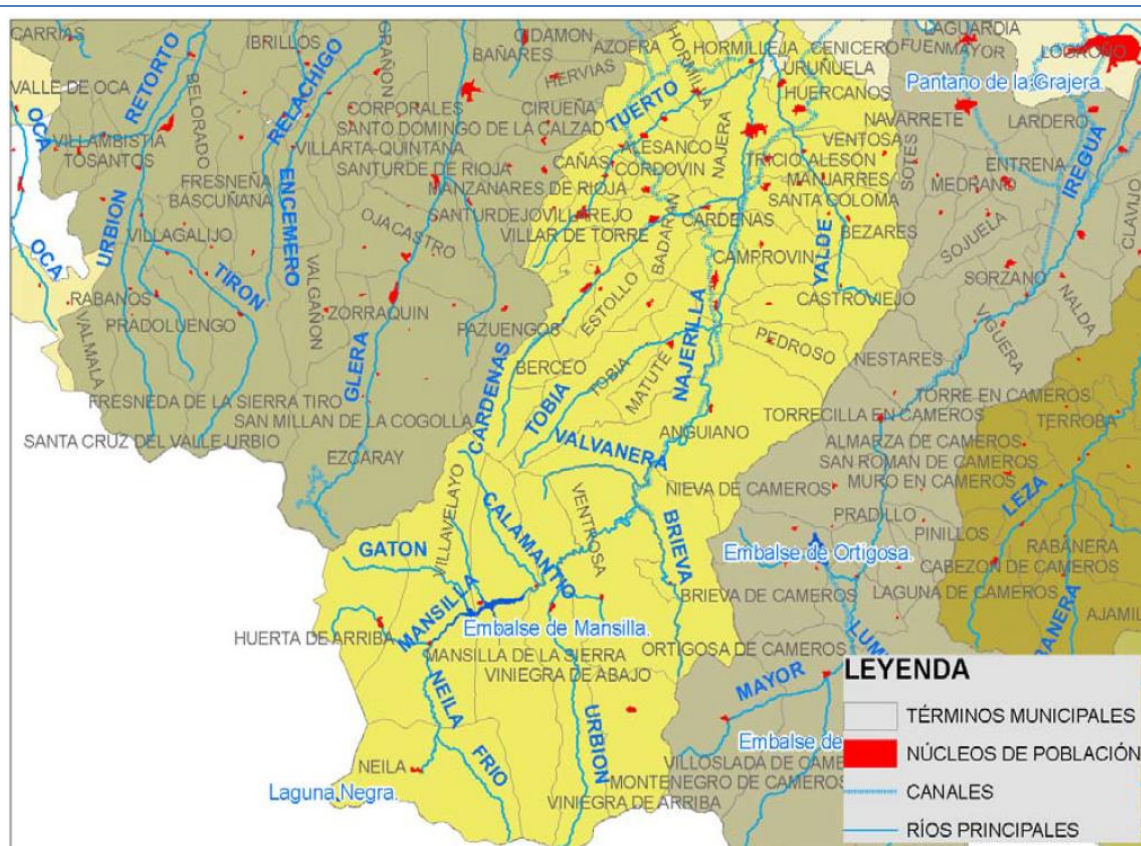 CARRIAS
RETORTO
IBRILLOS
RELACHIGO
GRAÑON
CIDAMON
BAÑARES
AZOFRA
HERVIAS
HORMILLA
HORMILLEJA
CENICERO
URUÑUELA
HUERCANOS
LAGUARDIA
FUENMAYOR
LOGROÑO
Pantano de la Grajera.
VALLE DE OCA
OCA
VILLAMBISTIA
TOSANTOS
BELORADO
CORPORALES
CIRUEÑA
SANTO DOMINGO DE LA CALZAD
VILLARTA-QUINTANA
SANTURDE DE RIOJA
MANZANARES DE RIOJA
TUERTO
ALESANCO
CAÑAS
CORDOVIN
NAJERA
TRICIO
ALESÓN
VENTOSA
MANJARRES
SANTA COLOMA
NAVARRETE
SOTES
LARDERO
ENTRENA
MEDRANO
IREGUA
CLAVIJO
FRESNEÑA
BASCUÑANA
ENCEMERO
URBION
VILLAGALIJO
OJACASTRO
SANTURDEJO
VILLAREJO
VILLAR DE TORRE
BADARAN
CARDENAS
CAMPROVIN
YALDE
BEZARES
SOJUELA
SORZANO
OCA
TIRON
VALGAÑON
RABANOS
VALMALA
PRADOLUENGO
ZORRAQUIN
PAZUENGOS
ESTOLLO
NAJERILLA
CASTROVIEJO
NALDA
VIGUERA
GLERA
CARDENAS
BERCEO
TOBIA
TOBIA
MATUTE
PEDROSO
NESTARES
FRESNEDA DE LA SIERRA TIRO
SAN MILLAN DE LA COGOLLA
SANTA CRUZ DEL VALLE URBIO
EZCARAY
VALVANERA
ANGUIANO
TORRE EN CAMEROS
TORRECILLA EN CAMEROS
TERROBA
ALMARZA DE CAMEROS
SAN ROMAN DE CAMEROS
MURO EN CAMEROS
NIEVA DE CAMEROS
LEZA
VILLAVELAYO
CALAMANTIO
VENTROSA
BRIEVA
PRADILLO
PINILLOS
GATON
Embalse de Ortigosa.
RABANERA
CABEZON DE CAMEROS
BRIEVA DE CAMEROS
LAGUNA DE CAMEROS
AJAMIL
MANSILLA
Embalse de Mansilla.
HUERTA DE ARRIBA
MANSILLA DE LA SIERRA
VINIEGRA DE ABAJO
ORTIGOSA DE CAMEROS
NEILA
MAYOR
URBION
FRIO
NEILA
Laguna Negra.
VILLOSLADA DE CAME
MONTENEGRO DE CAMEROS
VINIEGRA DE ARRIBA
LEYENDA
TÉRMINOS MUNICIPALES
NÚCLEOS DE POBLACIÓN
CANALES
RÍOS PRINCIPALES